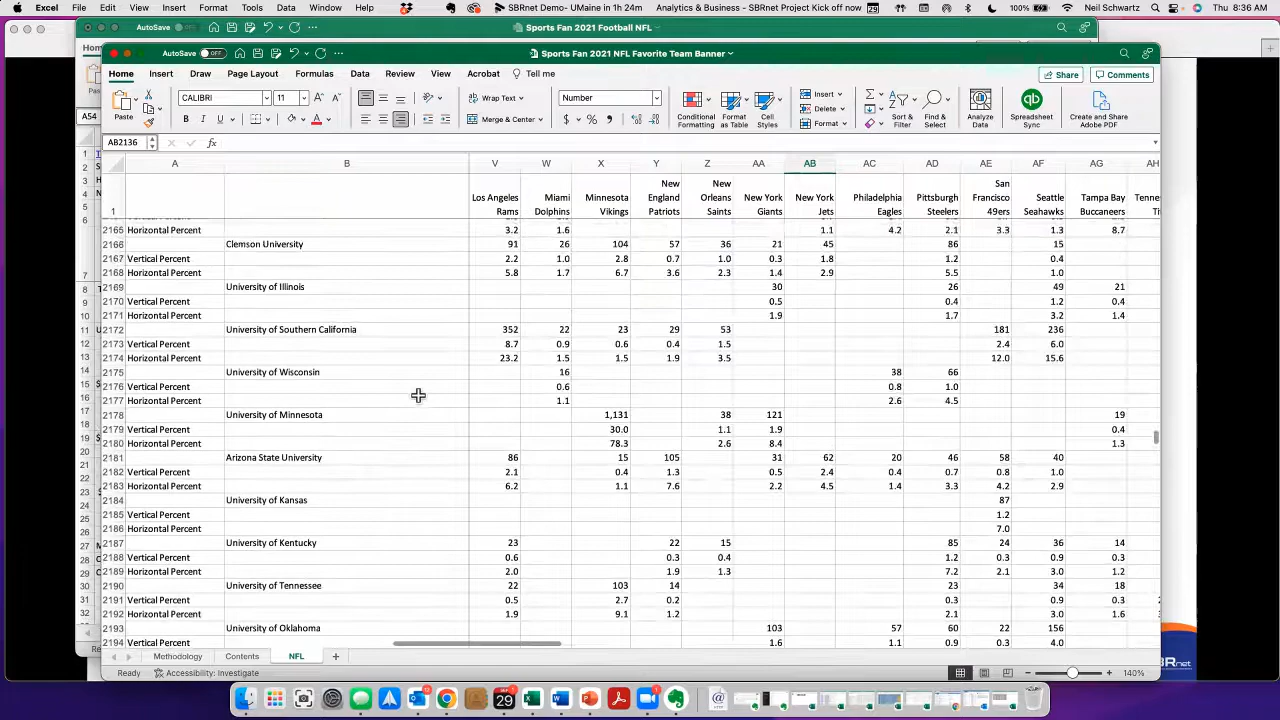 Excel File Edit View Insert Format Tools Data Window Help SBRnet Demo- UMaine in 1h 24m Analytics & Business - SBRnet Project Kick off now 100% Neil Schwartz Thu 8:36 AM
AutoSave OFF Sports Fan 2021 Football NFL
AutoSave OFF Sports Fan 2021 NFL Favorite Team Banner
Home Insert Draw Page Layout Formulas Data Review View Acrobat Tell me Share Comments
Paste CALIBRI 11 Wrap Text Number Conditional Formatting Format as Table Cell Styles Insert Sort & Filter Find & Select Analyze Data Spreadsheet Sync Create and Share Adobe PDF
Delete
B I U Merge & Center $ % Format
AB2136 fx
A B V W X Y Z AA AB AC AD AE AF AG AH
1 Los Angeles Rams Miami Dolphins Minnesota Vikings New England Patriots New Orleans Saints New York Giants New York Jets Philadelphia Eagles Pittsburgh Steelers San Francisco 49ers Seattle Seahawks Tampa Bay Buccaneers
2165 Horizontal Percent 3.2 1.6 1.1 4.2 2.1 3.3 1.3 8.7
2166 Clemson University 91 26 104 57 36 21 45 86 15
2167 Vertical Percent 2.2 1.0 2.8 0.7 1.0 0.3 1.8 1.2 0.4
2168 Horizontal Percent 5.8 1.7 6.7 3.6 2.3 1.4 2.9 5.5 1.0
2169 University of Illinois 30 26 49 21
2170 Vertical Percent 0.5 0.4 1.2 0.4
2171 Horizontal Percent 1.9 1.7 3.2 1.4
2172 University of Southern California 352 22 23 29 53 181 236
2173 Vertical Percent 8.7 0.9 0.6 0.4 1.5 2.4 6.0
2174 Horizontal Percent 23.2 1.5 1.5 1.9 3.5 12.0 15.6
2175 University of Wisconsin 16 38 66
2176 Vertical Percent 0.6 0.8 1.0
2177 Horizontal Percent 1.1 2.6 4.5
2178 University of Minnesota 1,131 38 121 19
2179 Vertical Percent 30.0 1.1 1.9 0.4
2180 Horizontal Percent 78.3 2.6 8.4 1.3
2181 Arizona State University 86 15 105 31 62 20 46 58 40
2182 Vertical Percent 2.1 0.4 1.3 0.5 2.4 0.4 0.7 0.8 1.0
2183 Horizontal Percent 6.2 1.1 7.6 2.2 4.5 1.4 3.3 4.2 2.9
2184 University of Kansas 87
2185 Vertical Percent 1.2
2186 Horizontal Percent 7.0
2187 University of Kentucky 23 22 15 85 24 36 14
2188 Vertical Percent 0.6 0.3 0.4 1.2 0.3 0.9 0.3
2189 Horizontal Percent 2.0 1.9 1.3 7.2 2.1 3.0 1.2
2190 University of Tennessee 22 103 14 23 34 18
2191 Vertical Percent 0.5 2.7 0.2 0.3 0.9 0.3
2192 Horizontal Percent 1.9 9.1 1.2 2.1 3.0 1.6
2193 University of Oklahoma 103 57 60 22 156
2194 Vertical Percent 1.6 1.1 0.9 0.3 4.0
Methodology Contents NFL +
Ready Accessibility: Investigate 140%